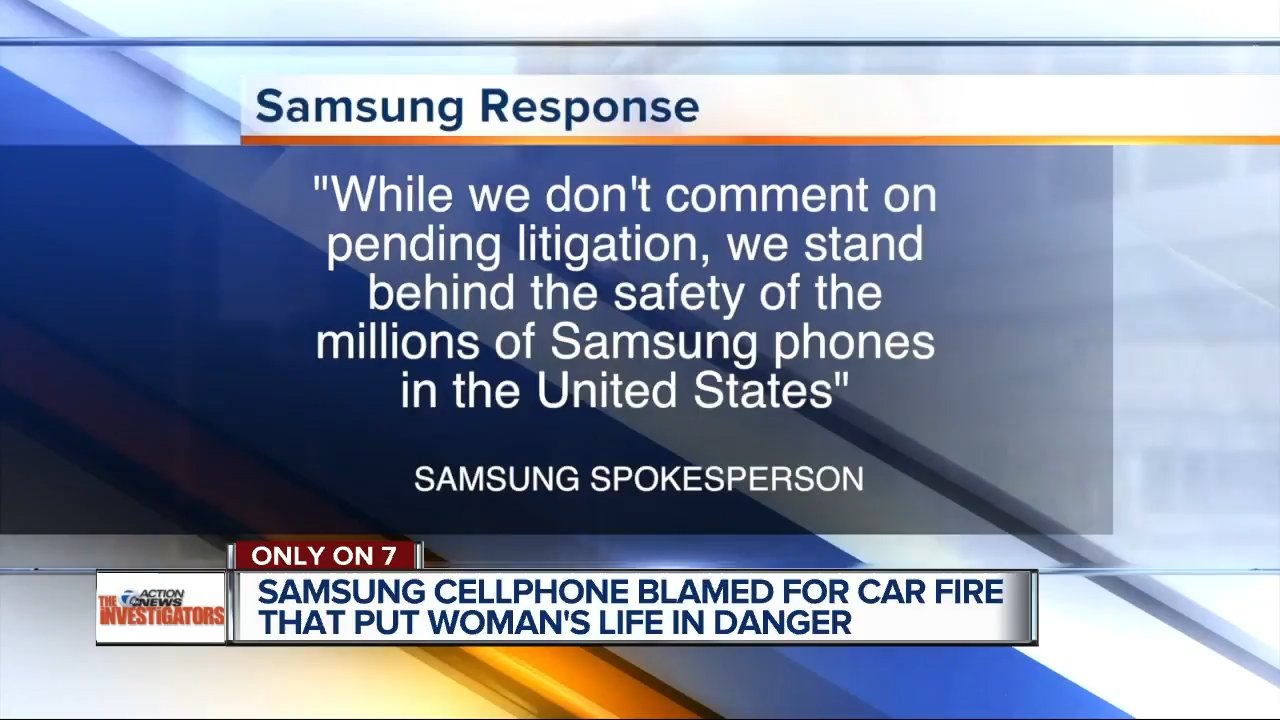 Samsung Response
"While we don't comment on
pending litigation, we stand
behind the safety of the
millions of Samsung phones
in the United States"
SAMSUNG SPOKESPERSON
ONLY ON 7
THE 7 ACTION NEWS INVESTIGATORS
SAMSUNG CELLPHONE BLAMED FOR CAR FIRE
THAT PUT WOMAN'S LIFE IN DANGER